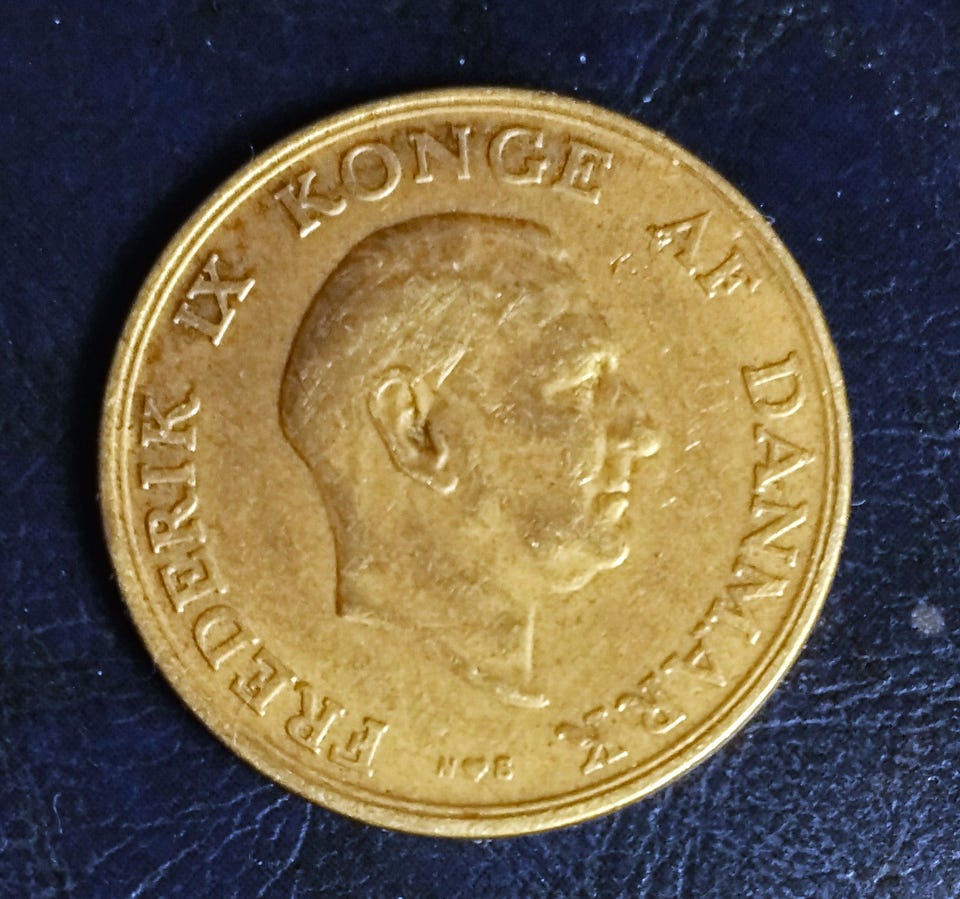 FREDERIK IX KONGE AF DANMARK
N♥B